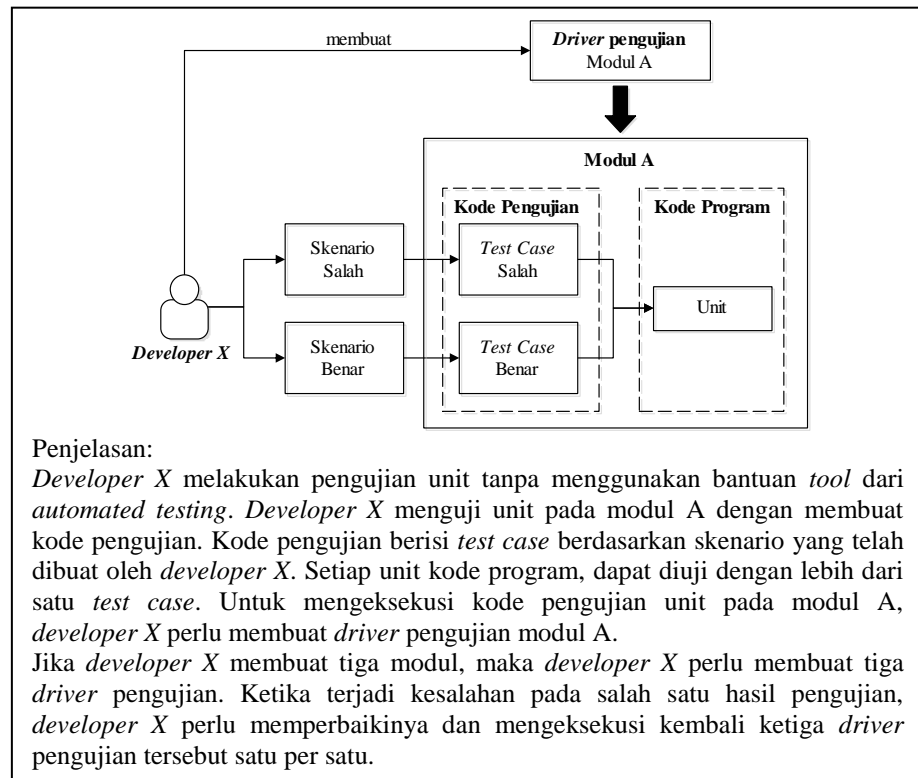 membuat
Driver pengujian
Modul A
Modul A
Kode Pengujian
Kode Program
Skenario
Salah
Test Case
Salah
Unit
Developer X
Skenario
Benar
Test Case
Benar
Penjelasan:
Developer X melakukan pengujian unit tanpa menggunakan bantuan tool dari
automated testing. Developer X menguji unit pada modul A dengan membuat
kode pengujian. Kode pengujian berisi test case berdasarkan skenario yang telah
dibuat oleh developer X. Setiap unit kode program, dapat diuji dengan lebih dari
satu test case. Untuk mengeksekusi kode pengujian unit pada modul A,
developer X perlu membuat driver pengujian modul A.
Jika developer X membuat tiga modul, maka developer X perlu membuat tiga
driver pengujian. Ketika terjadi kesalahan pada salah satu hasil pengujian,
developer X perlu memperbaikinya dan mengeksekusi kembali ketiga driver
pengujian tersebut satu per satu.